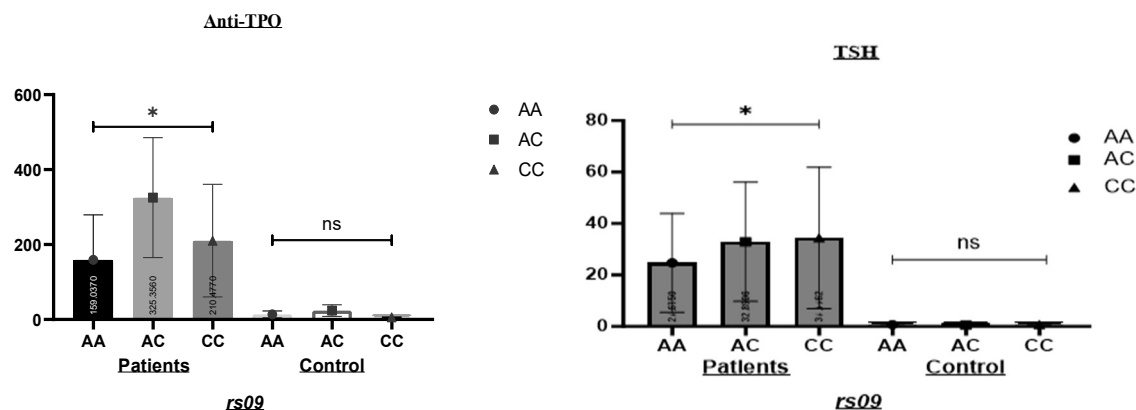 Anti-TPO
600
400
200
0
*
ns
159.0370
325.3560
210.4770
AA
AC
CC
AA AC CC AA AC CC
Patients Control
rs09
TSH
80
60
40
20
0
*
ns
AA
AC
CC
AA AC CC AA AC CC
Patients Control
rs09